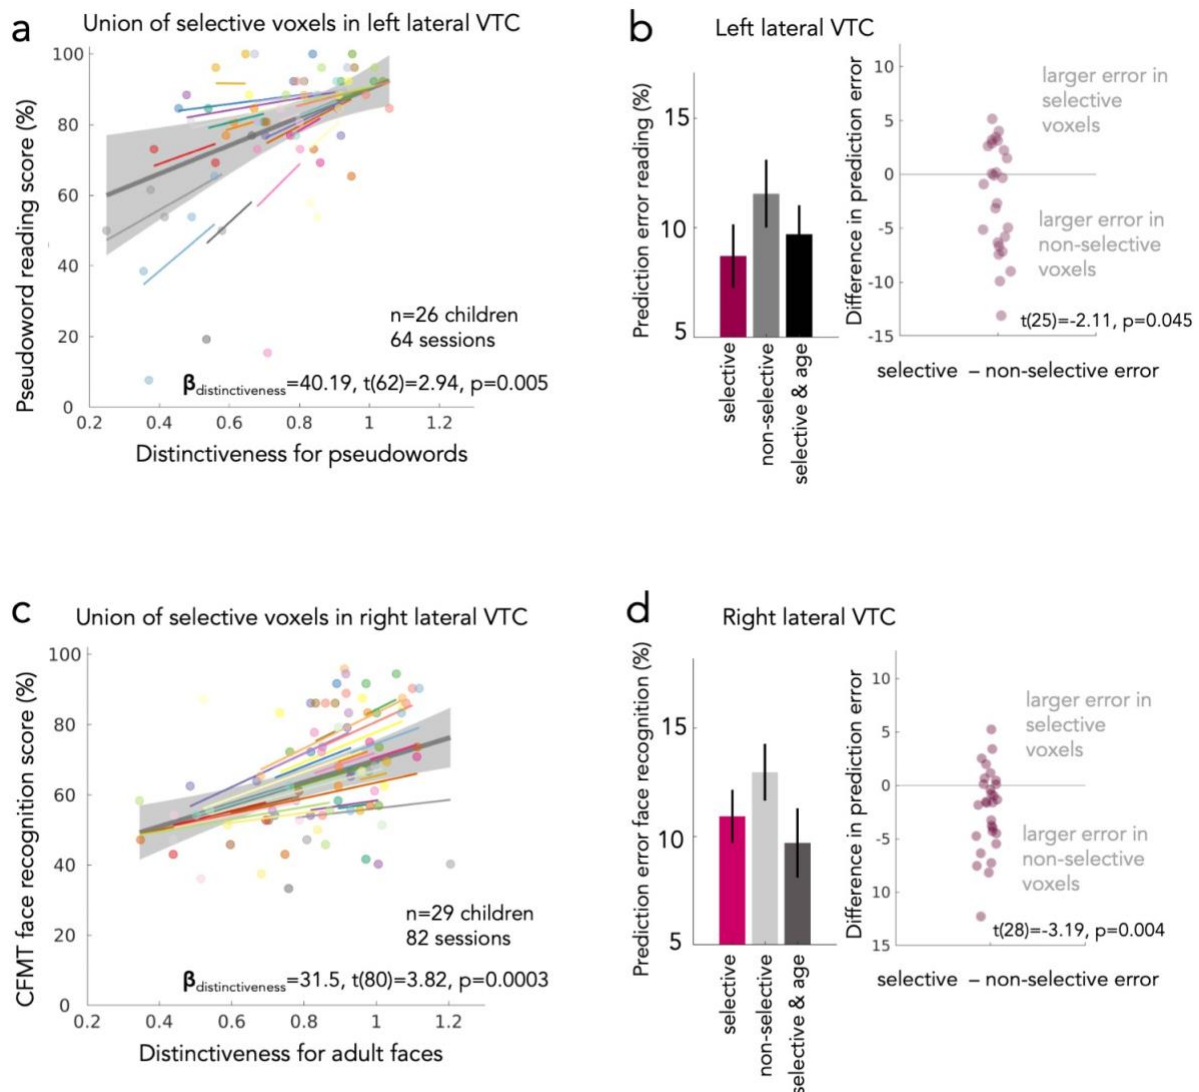 a
Union of selective voxels in left lateral VTC
Pseudoword reading score (%)
100
80
60
40
20
0
n=26 children
64 sessions
βdistinctiveness=40.19, t(62)=2.94, p=0.005
0.2 0.4 0.6 0.8 1 1.2
Distinctiveness for pseudowords
b
Left lateral VTC
Prediction error reading (%)
15
10
5
selective
non-selective
selective & age
Difference in prediction error
10
5
0
-5
-10
-15
larger error in
selective
voxels
larger error in
non-selective
voxels
t(25)=-2.11, p=0.045
selective – non-selective error
c
Union of selective voxels in right lateral VTC
CFMT face recognition score (%)
100
80
60
40
20
0
n=29 children
82 sessions
βdistinctiveness=31.5, t(80)=3.82, p=0.0003
0.2 0.4 0.6 0.8 1 1.2
Distinctiveness for adult faces
d
Right lateral VTC
Prediction error face recognition (%)
15
10
5
selective
non-selective
selective & age
Difference in prediction error
10
5
0
-5
10
15
larger error in
selective
voxels
larger error in
non-selective
voxels
t(28)=-3.19, p=0.004
selective – non-selective error